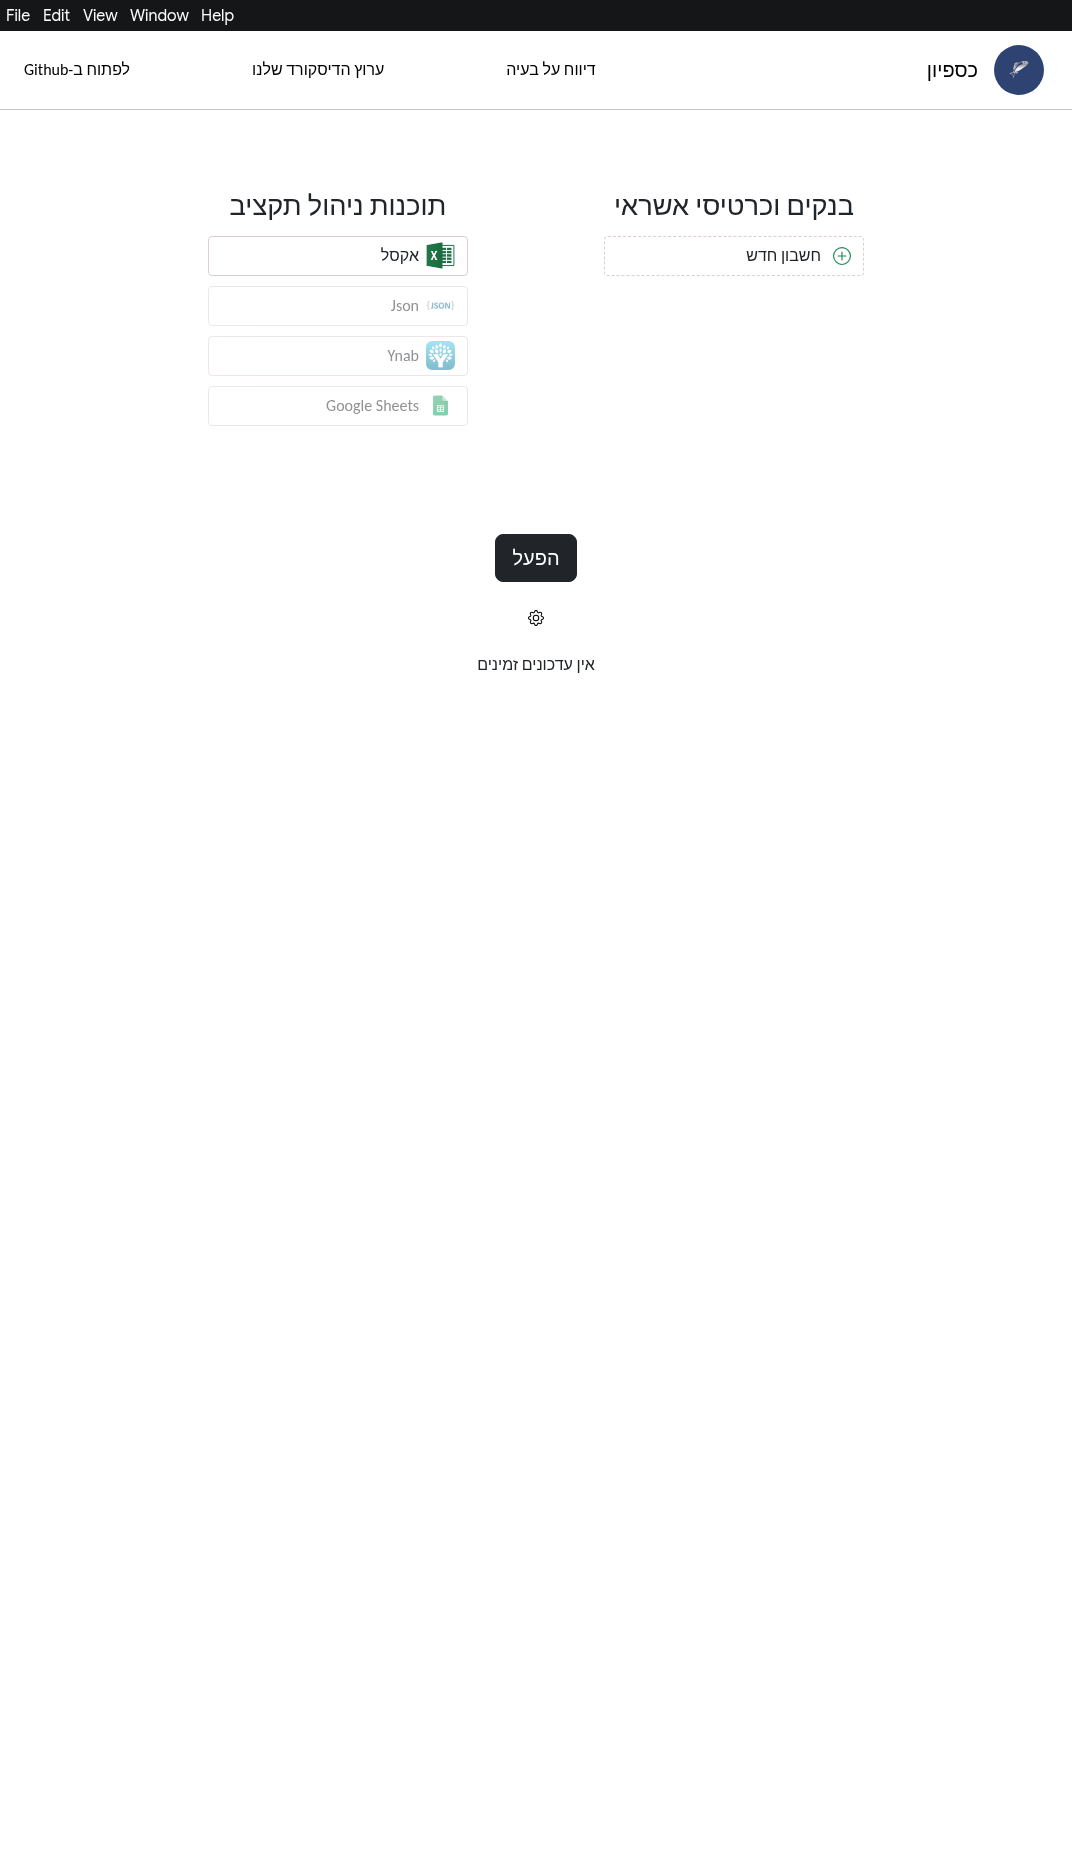 File Edit View Window Help
כספיון
דיווח על בעיה
ערוץ הדיסקורד שלנו
לפתוח ב-Github
בנקים וכרטיסי אשראי
חשבון חדש
תוכנות ניהול תקציב
אקסל
{JSON} Json
Ynab
Google Sheets
הפעל
אין עדכונים זמינים